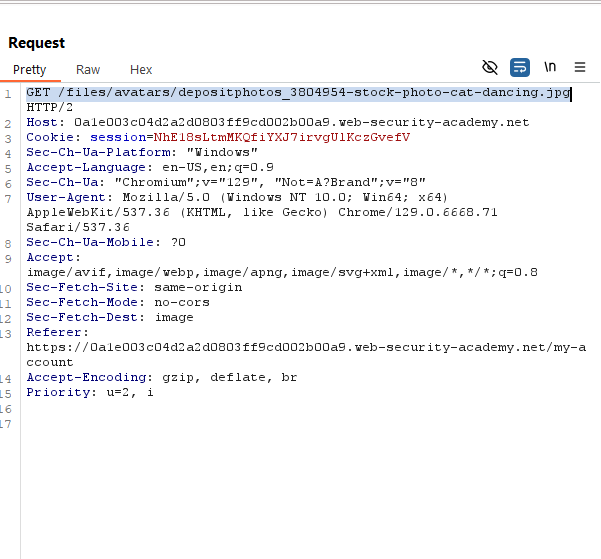 Request
Pretty Raw Hex \n
1 GET /files/avatars/depositphotos_3804954-stock-photo-cat-dancing.jpg
HTTP/2
2 Host: 0a1e003c04d2a2d0803ff9cd002b00a9.web-security-academy.net
3 Cookie: session=NhE18sLtmMKQfiYXJ7irvgUlKczGvefV
4 Sec-Ch-Ua-Platform: "Windows"
5 Accept-Language: en-US,en;q=0.9
6 Sec-Ch-Ua: "Chromium";v="129", "Not=A?Brand";v="8"
7 User-Agent: Mozilla/5.0 (Windows NT 10.0; Win64; x64)
AppleWebKit/537.36 (KHTML, like Gecko) Chrome/129.0.6668.71
Safari/537.36
8 Sec-Ch-Ua-Mobile: ?0
9 Accept:
image/avif,image/webp,image/apng,image/svg+xml,image/*,*/*;q=0.8
10 Sec-Fetch-Site: same-origin
11 Sec-Fetch-Mode: no-cors
12 Sec-Fetch-Dest: image
13 Referer:
https://0a1e003c04d2a2d0803ff9cd002b00a9.web-security-academy.net/my-a
ccount
14 Accept-Encoding: gzip, deflate, br
15 Priority: u=2, i
16
17